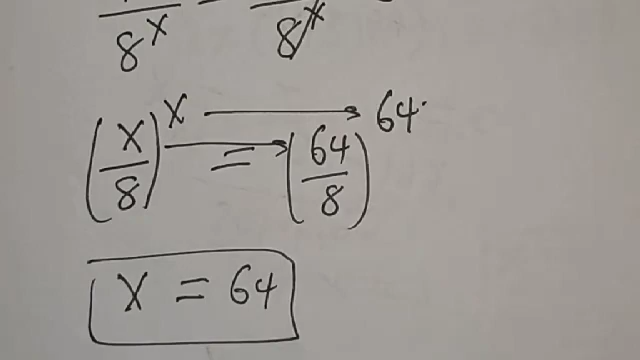 8^x = 8^x
(x/8)^x = (64/8)^64
x = 64